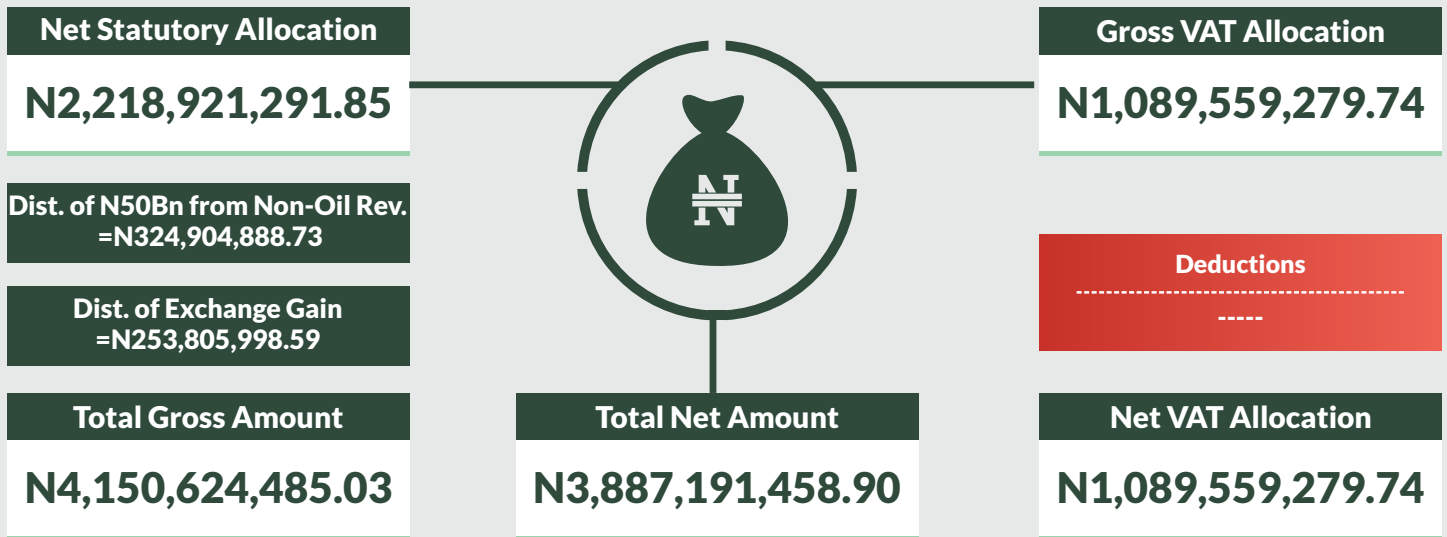 Net Statutory Allocation
N2,218,921,291.85
Dist. of N50Bn from Non-Oil Rev.
=N324,904,888.73
Dist. of Exchange Gain
=N253,805,998.59
Total Gross Amount
N4,150,624,485.03
₦
Total Net Amount
N3,887,191,458.90
Gross VAT Allocation
N1,089,559,279.74
Deductions
-----------------------------------------------
-----
Net VAT Allocation
N1,089,559,279.74